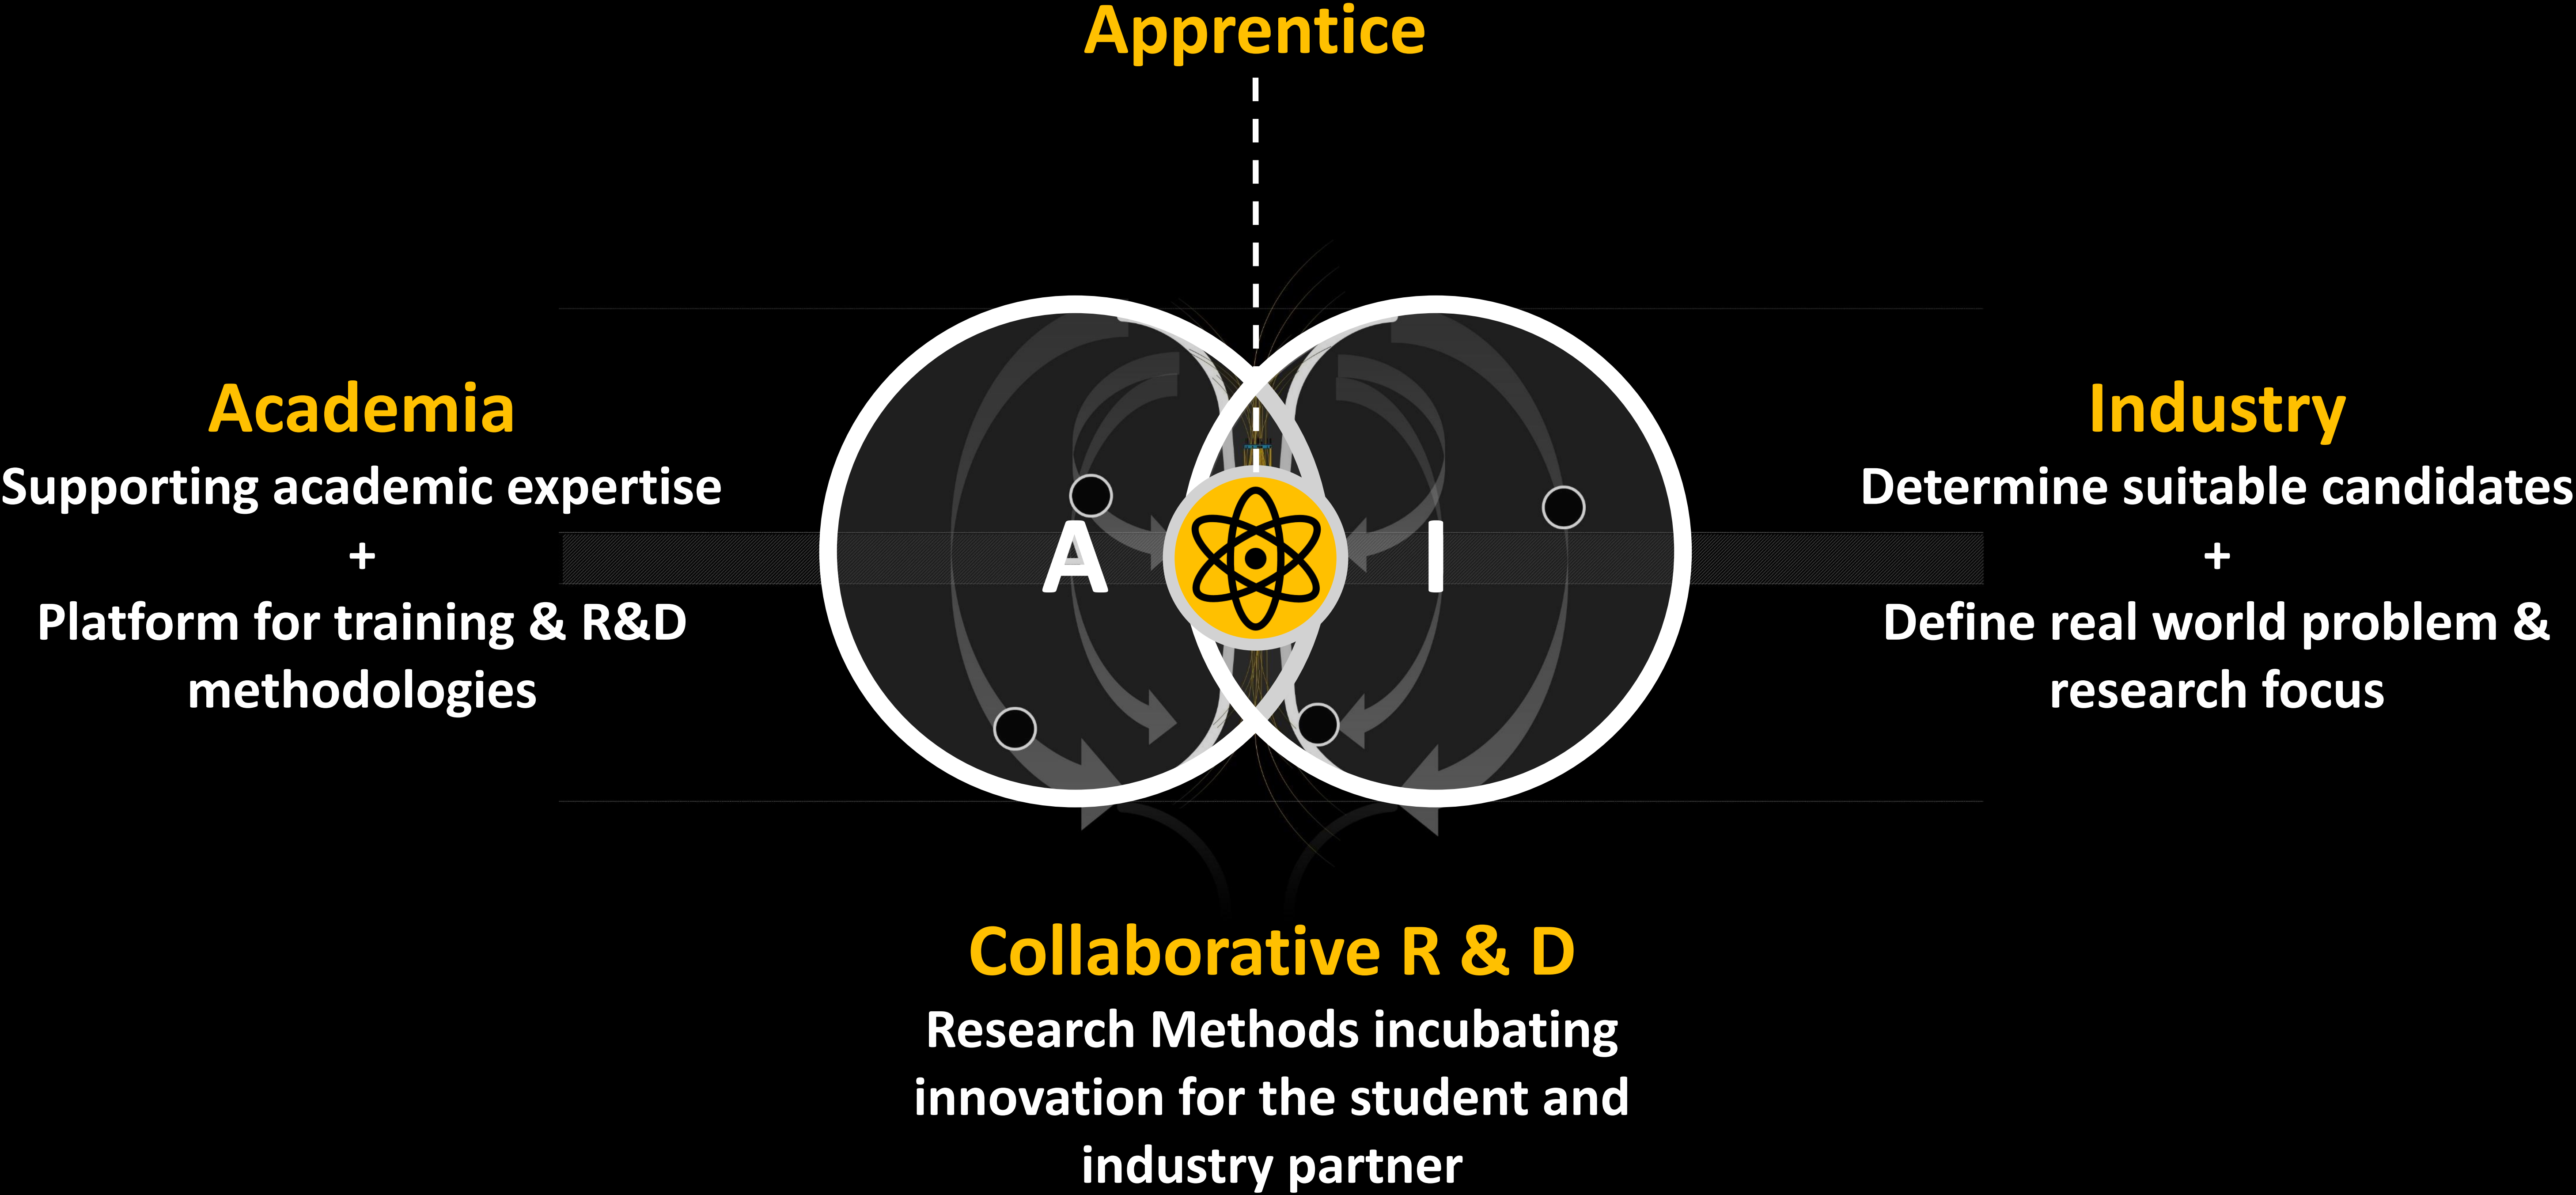 Apprentice
Academia
Supporting academic expertise
+
Platform for training & R&D
methodologies
A
I
Industry
Determine suitable candidates
+
Define real world problem &
research focus
Collaborative R & D
Research Methods incubating
innovation for the student and
industry partner